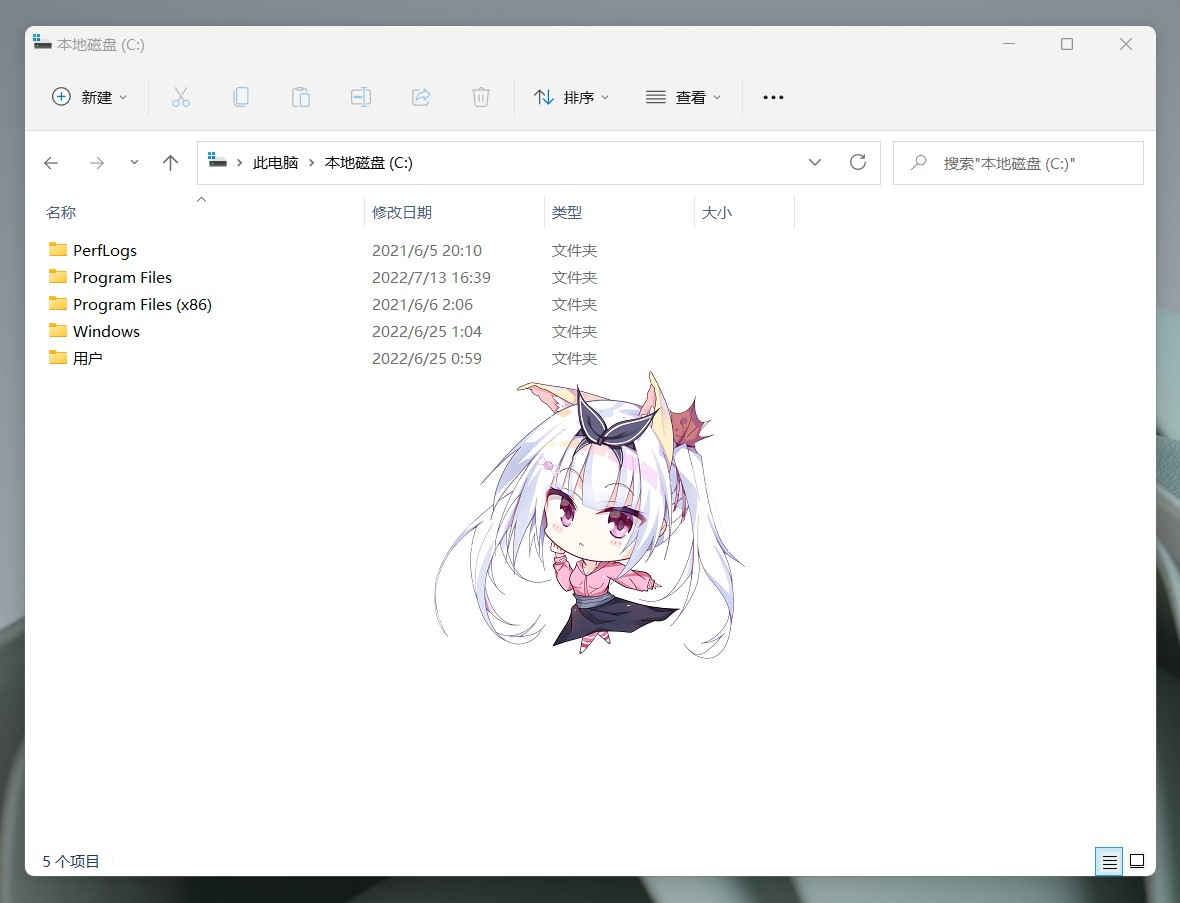 本地磁盘 (C:)
新建 排序 查看
此电脑 本地磁盘 (C:) 搜索"本地磁盘 (C:)"
名称 修改日期 类型 大小
PerfLogs 2021/6/5 20:10 文件夹
Program Files 2022/7/13 16:39 文件夹
Program Files (x86) 2021/6/6 2:06 文件夹
Windows 2022/6/25 1:04 文件夹
用户 2022/6/25 0:59 文件夹
5 个项目